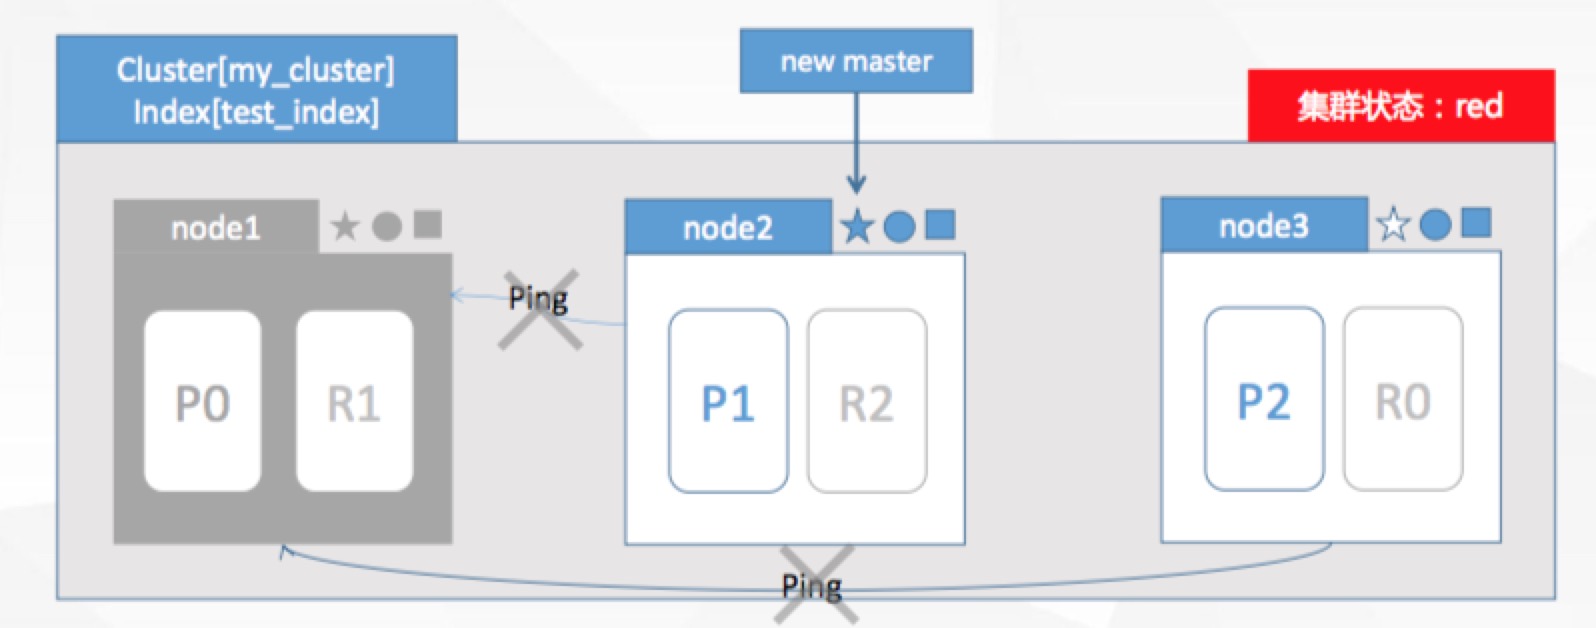 Cluster[my_cluster]
Index[test_index]
new master
集群状态：red
node1
node2
node3
Ping
P0
R1
P1
R2
P2
R0
Ping